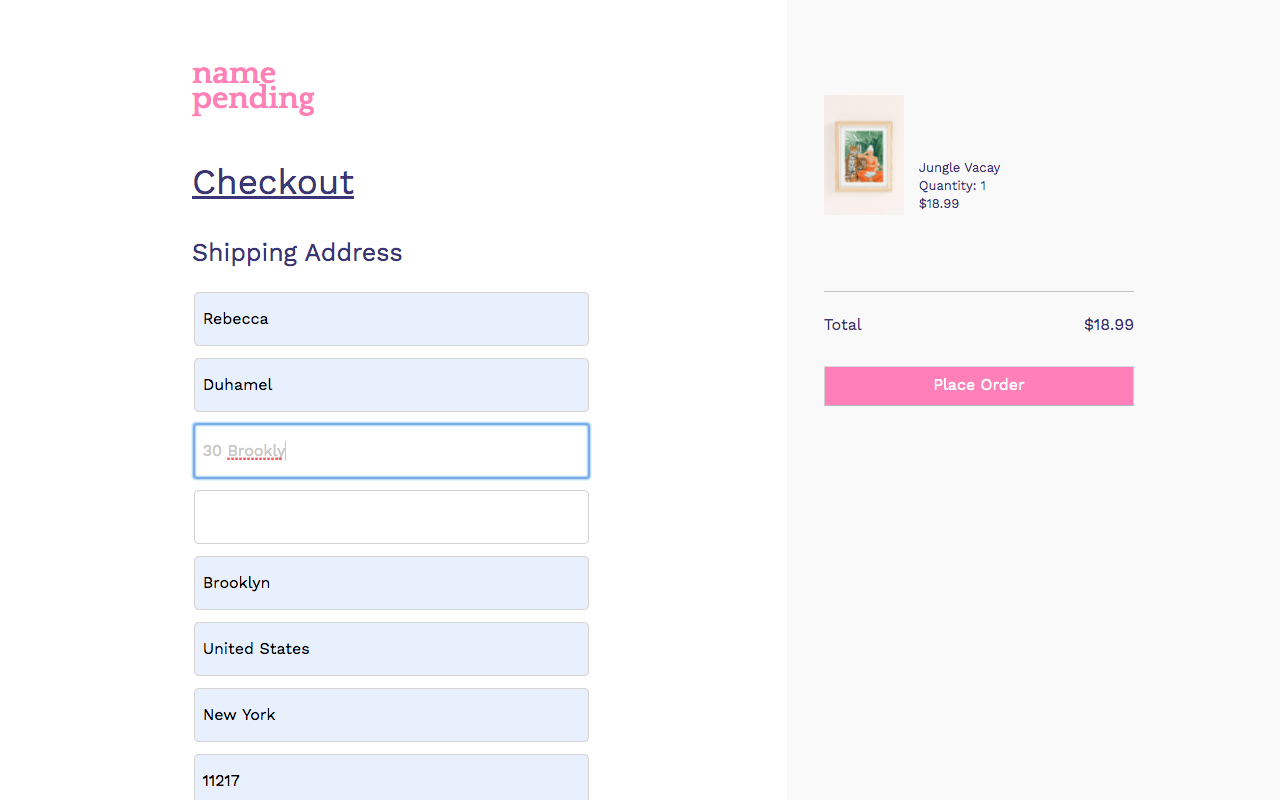 name
pending
Checkout
Shipping Address
Rebecca
Duhamel
30 Brookly
Brooklyn
United States
New York
11217
Jungle Vacay
Quantity: 1
$18.99
Total $18.99
Place Order